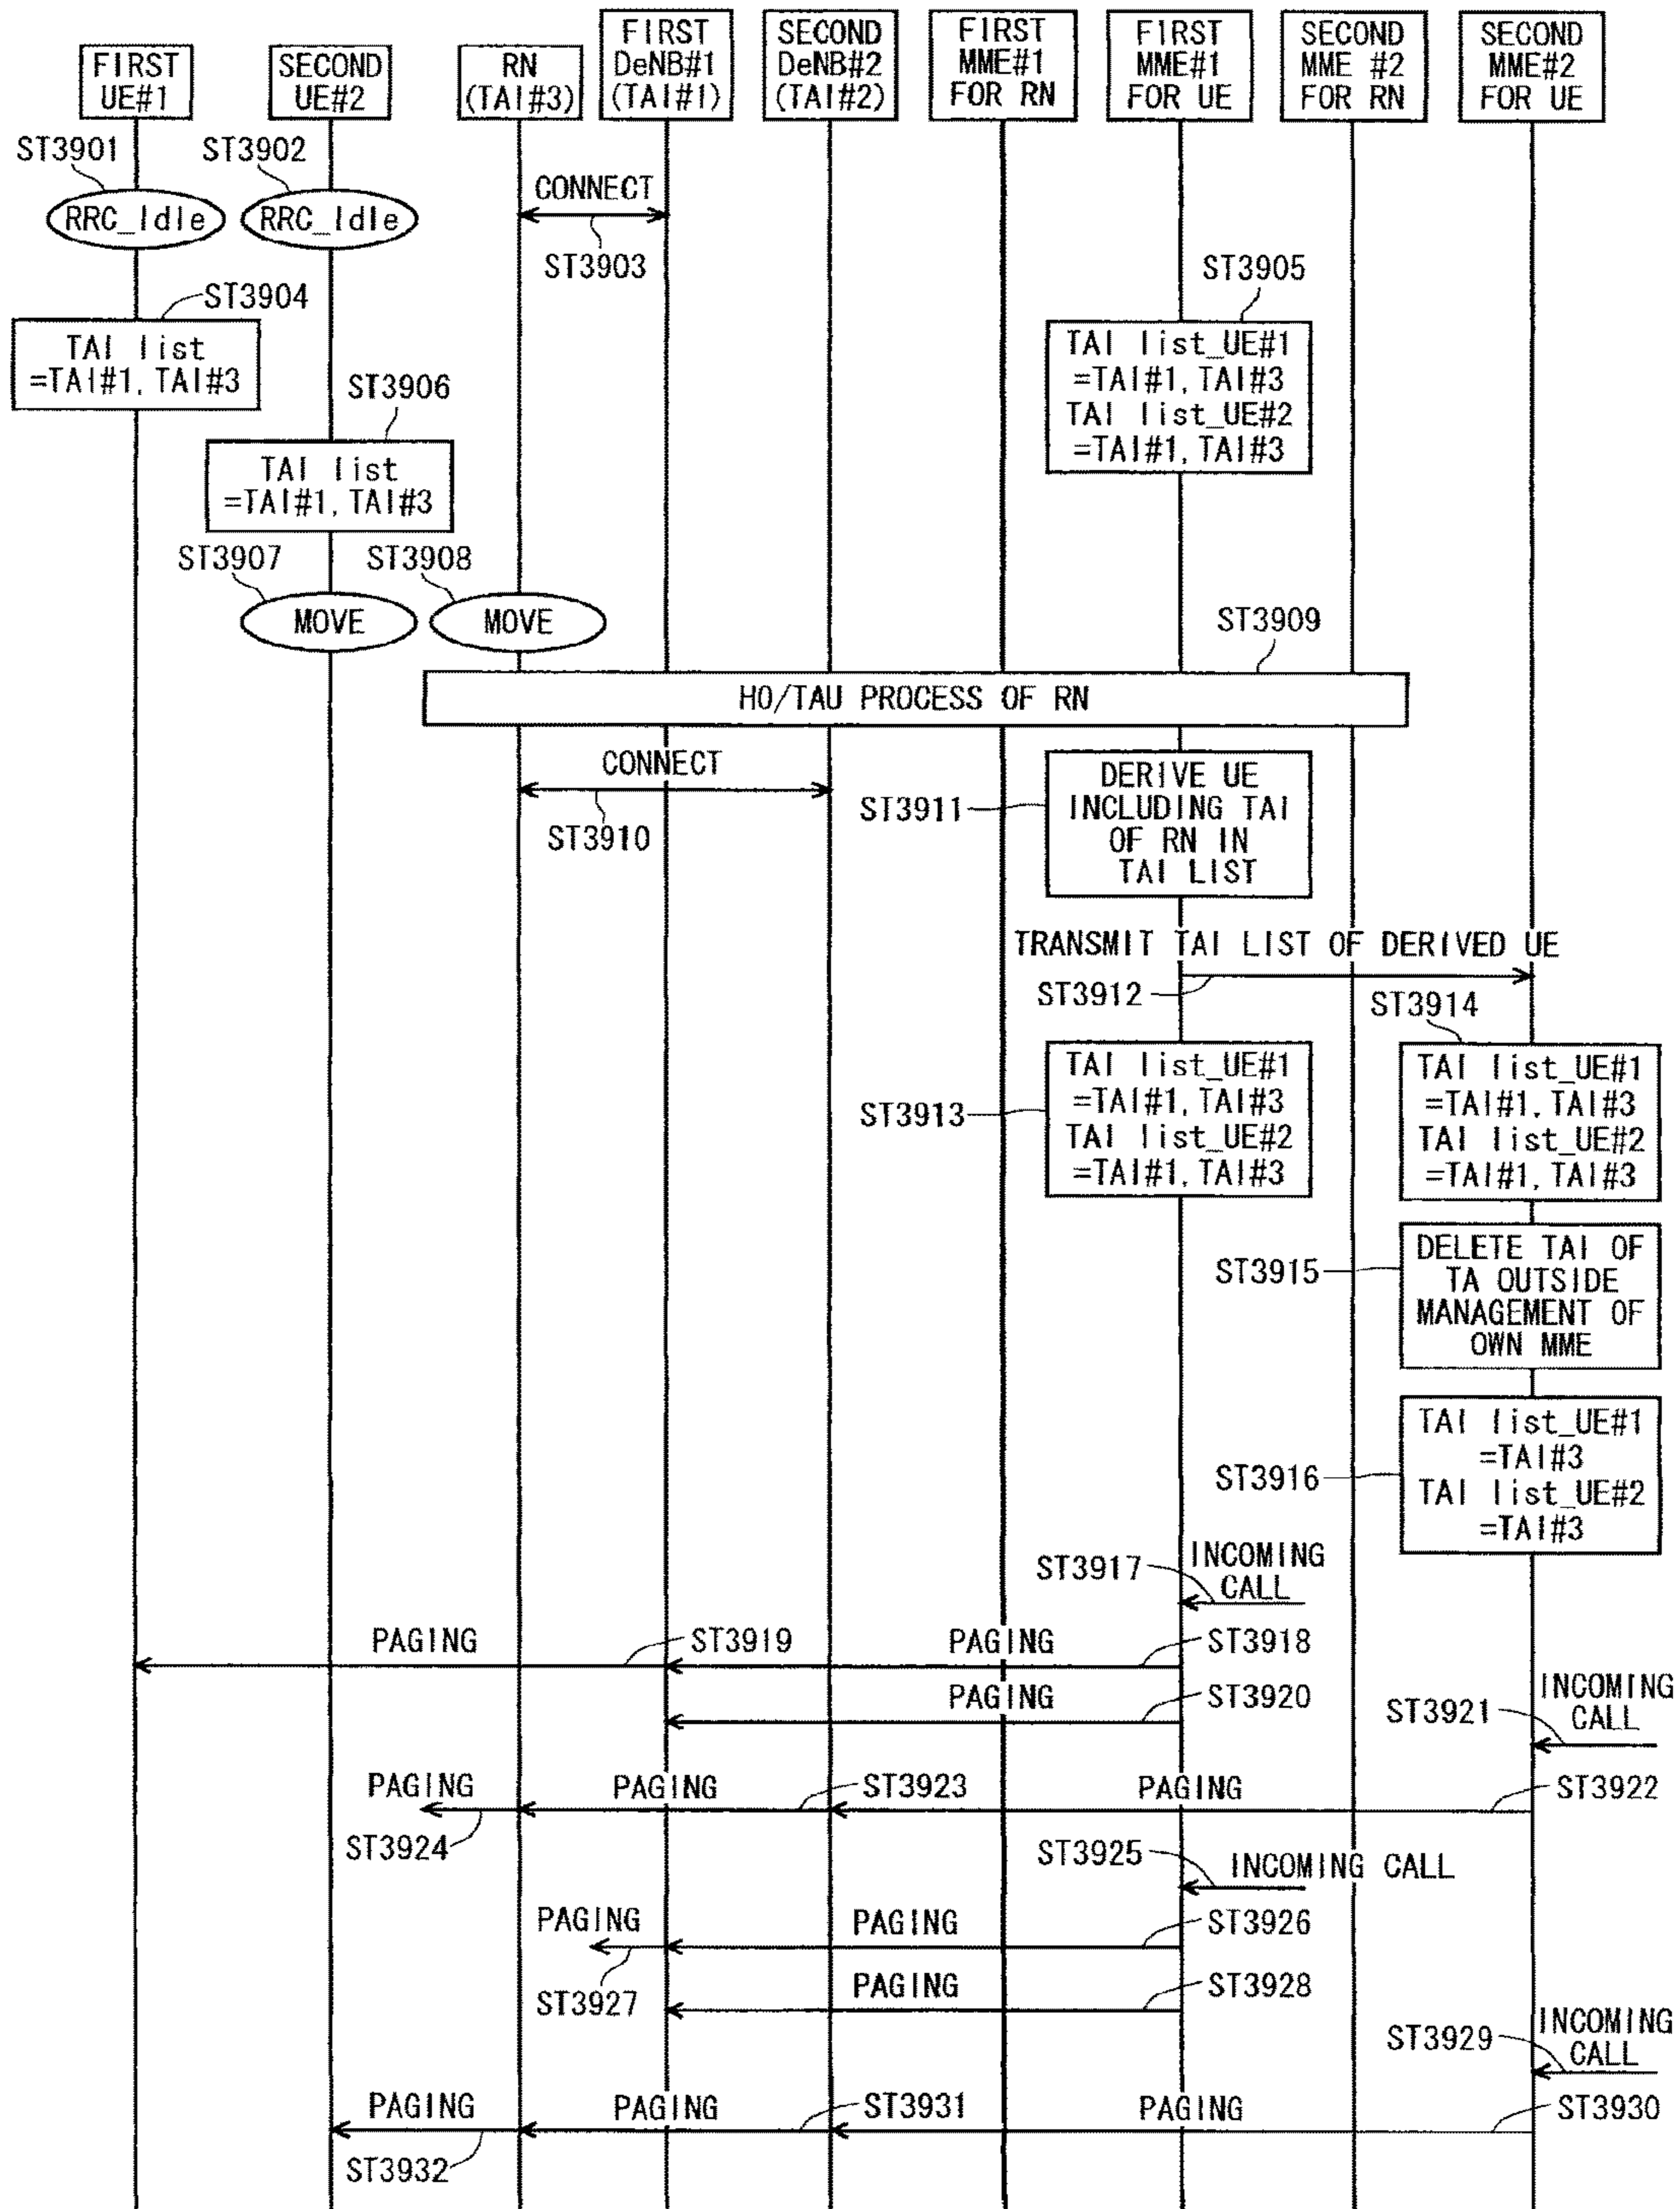 FIRST
UE#1
SECOND
UE#2
RN
(TAI#3)
FIRST
DeNB#1
(TAI#1)
SECOND
DeNB#2
(TAI#2)
FIRST
MME#1
FOR RN
FIRST
MME#1
FOR UE
SECOND
MME #2
FOR RN
SECOND
MME#2
FOR UE
ST3901
RRC_Idle
ST3902
RRC_Idle
CONNECT
ST3903
ST3904
TAI list
=TAI#1, TAI#3
ST3905
TAI list_UE#1
=TAI#1, TAI#3
TAI list_UE#2
=TAI#1, TAI#3
ST3906
TAI list
=TAI#1, TAI#3
ST3907
MOVE
ST3908
MOVE
ST3909
HO/TAU PROCESS OF RN
CONNECT
ST3910
ST3911
DERIVE UE
INCLUDING TAI
OF RN IN
TAI LIST
TRANSMIT TAI LIST OF DERIVED UE
ST3912
ST3913
TAI list_UE#1
=TAI#1, TAI#3
TAI list_UE#2
=TAI#1, TAI#3
ST3914
TAI list_UE#1
=TAI#1, TAI#3
TAI list_UE#2
=TAI#1, TAI#3
ST3915
DELETE TAI OF
TA OUTSIDE
MANAGEMENT OF
OWN MME
ST3916
TAI list_UE#1
=TAI#3
TAI list_UE#2
=TAI#3
ST3917
INCOMING
CALL
PAGING
ST3919
PAGING
ST3918
PAGING
ST3920
ST3921
INCOMING
CALL
PAGING
ST3924
PAGING
ST3923
PAGING
ST3922
ST3925
INCOMING CALL
PAGING
ST3927
PAGING
ST3926
PAGING
ST3928
ST3929
INCOMING
CALL
PAGING
ST3932
PAGING
ST3931
PAGING
ST3930